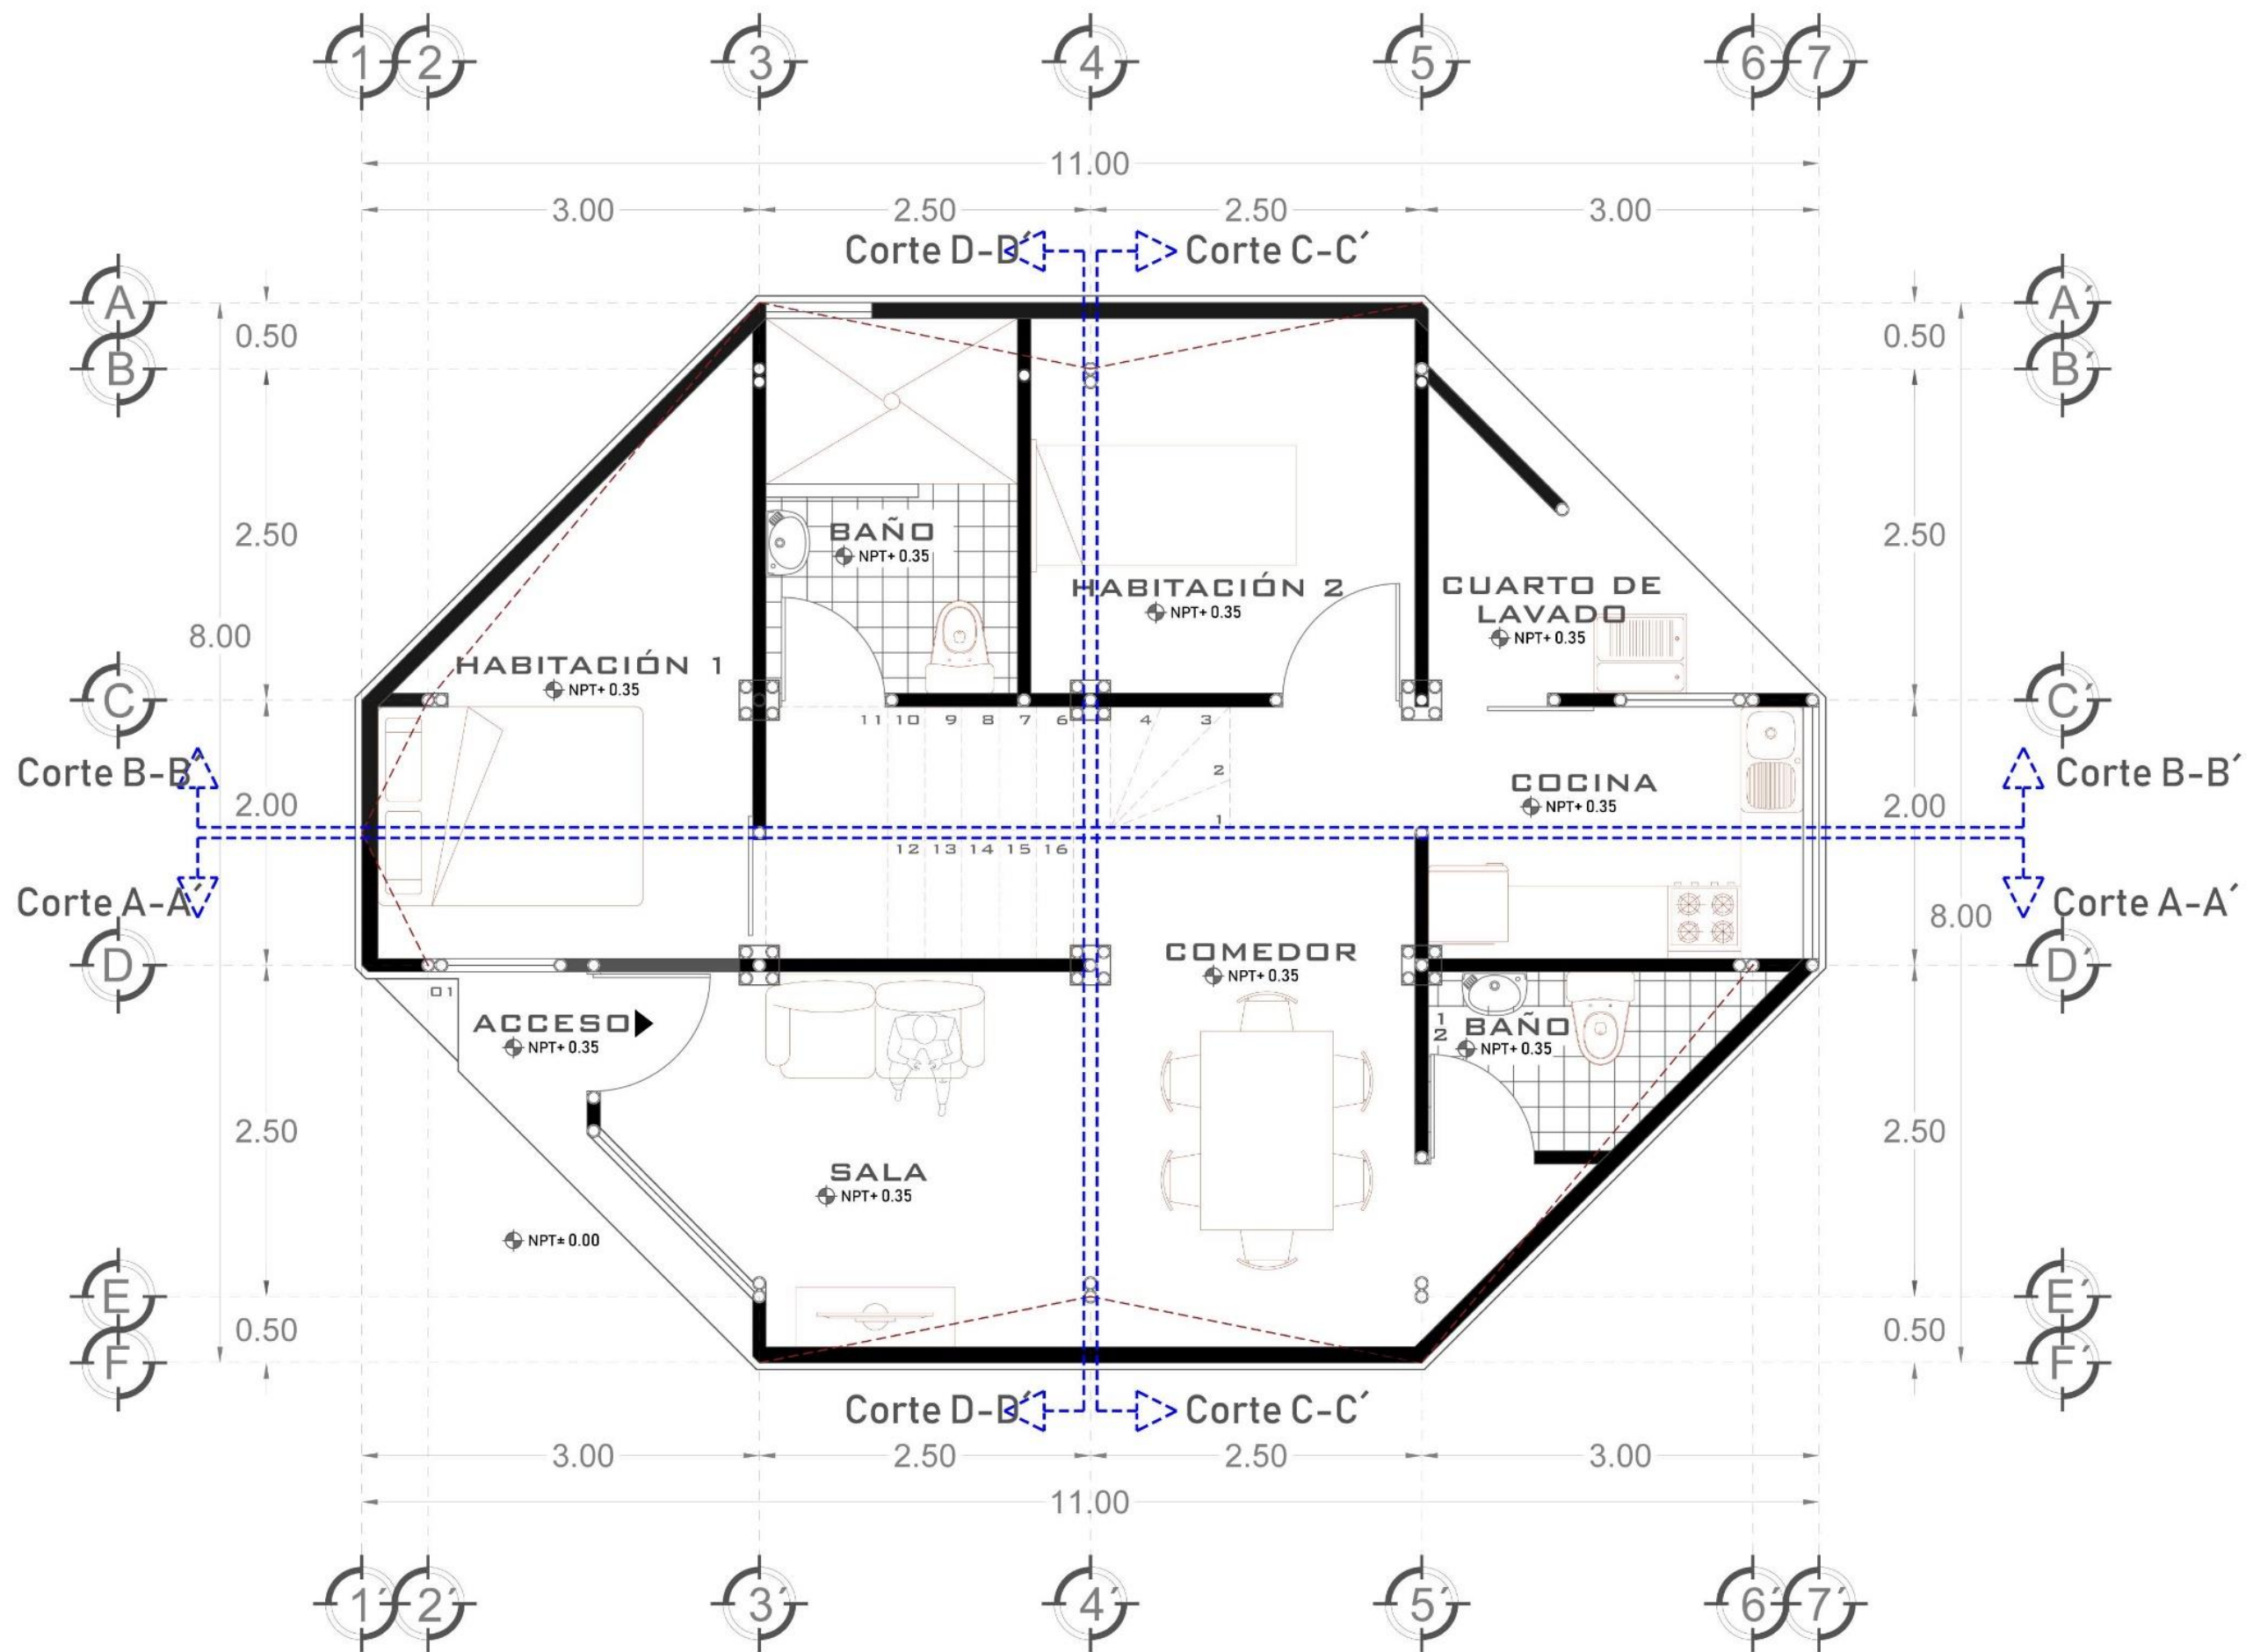 1 2 3 4 5 6 7
11.00
3.00 2.50 2.50 3.00
Corte D-D´ Corte C-C´
A A´
0.50 0.50
B B´
2.50 2.50
BAÑO
NPT+ 0.35
HABITACIÓN 2
NPT+ 0.35
CUARTO DE
LAVADO
NPT+ 0.35
8.00
HABITACIÓN 1
NPT+ 0.35
C C´
11 10 9 8 7 6 4 3
2
1
Corte B-B´ Corte B-B´
COCINA
NPT+ 0.35
2.00 2.00
12 13 14 15 16
Corte A-A´ Corte A-A´
8.00
D D´
COMEDOR
NPT+ 0.35
01
ACCESO
NPT+ 0.35
1
2
BAÑO
NPT+ 0.35
2.50 2.50
SALA
NPT+ 0.35
NPT± 0.00
E E´
0.50 0.50
F F´
Corte D-D´ Corte C-C´
3.00 2.50 2.50 3.00
11.00
1´ 2´ 3´ 4´ 5´ 6´ 7´